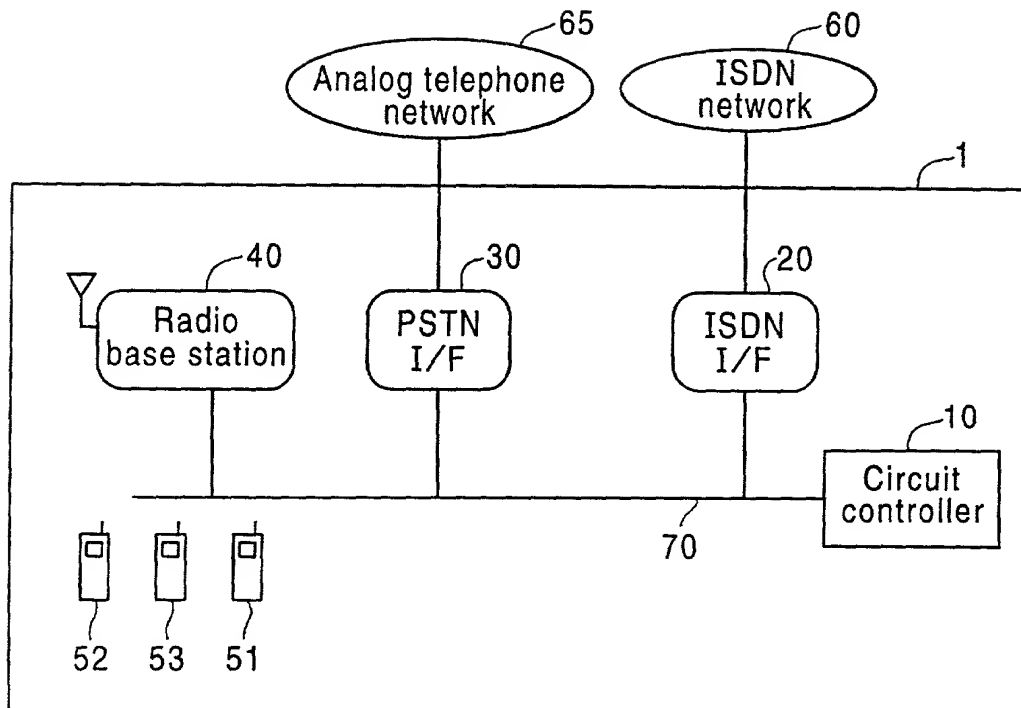 65
Analog telephone
network
60
ISDN
network
1
40
Radio
base station
30
PSTN
I/F
20
ISDN
I/F
10
Circuit
controller
70
52
53
51